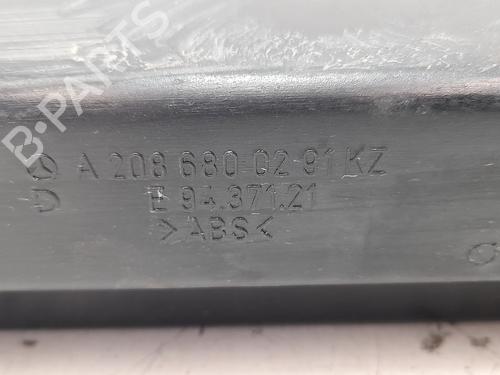 B-PARTS
A 208 680 02 91 KZ
D E 94.371.21
>ABS<